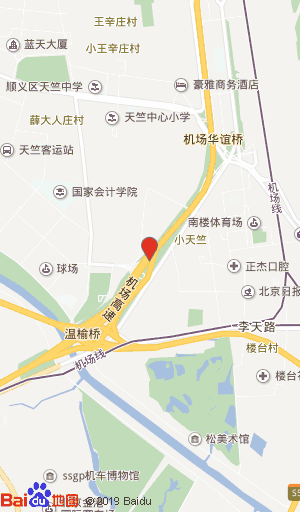 王辛庄村
蓝天大厦
小王辛庄村
顺义区天竺中学
豪雅商务酒店
薛大人庄村
天竺中心小学
机场华谊桥
天竺客运站
机场线
国家会计学院
南楼体育场
小天竺
球场
正杰口腔
机场高速
北京日报
温榆桥
李天路
楼台村
机场线
楼台社
松美术馆
ssgp机车博物馆
Bai du 地图 © 2019 Baidu